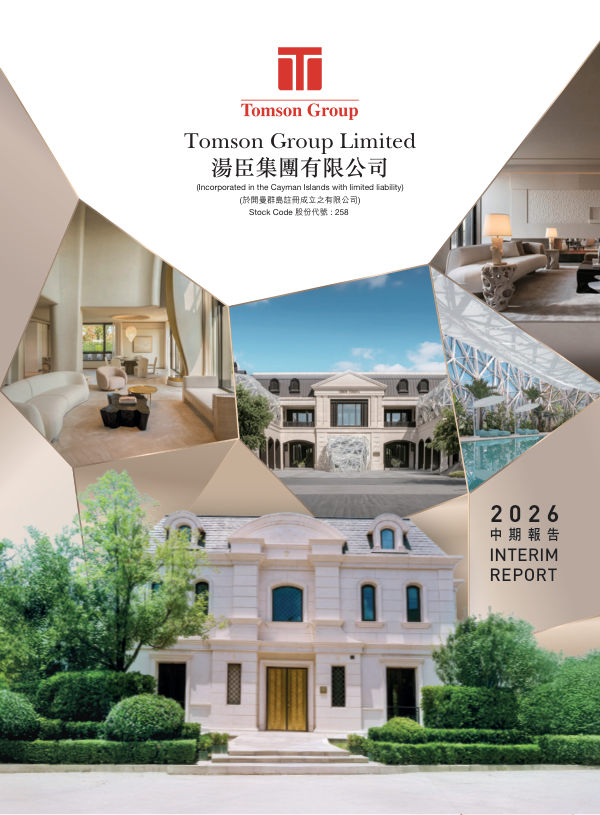 Tomson Group
Tomson Group Limited
湯臣集團有限公司
(Incorporated in the Cayman Islands with limited liability)
(於開曼群島註冊成立之有限公司)
Stock Code 股份代號 : 258
2026
中期報告
INTERIM
REPORT